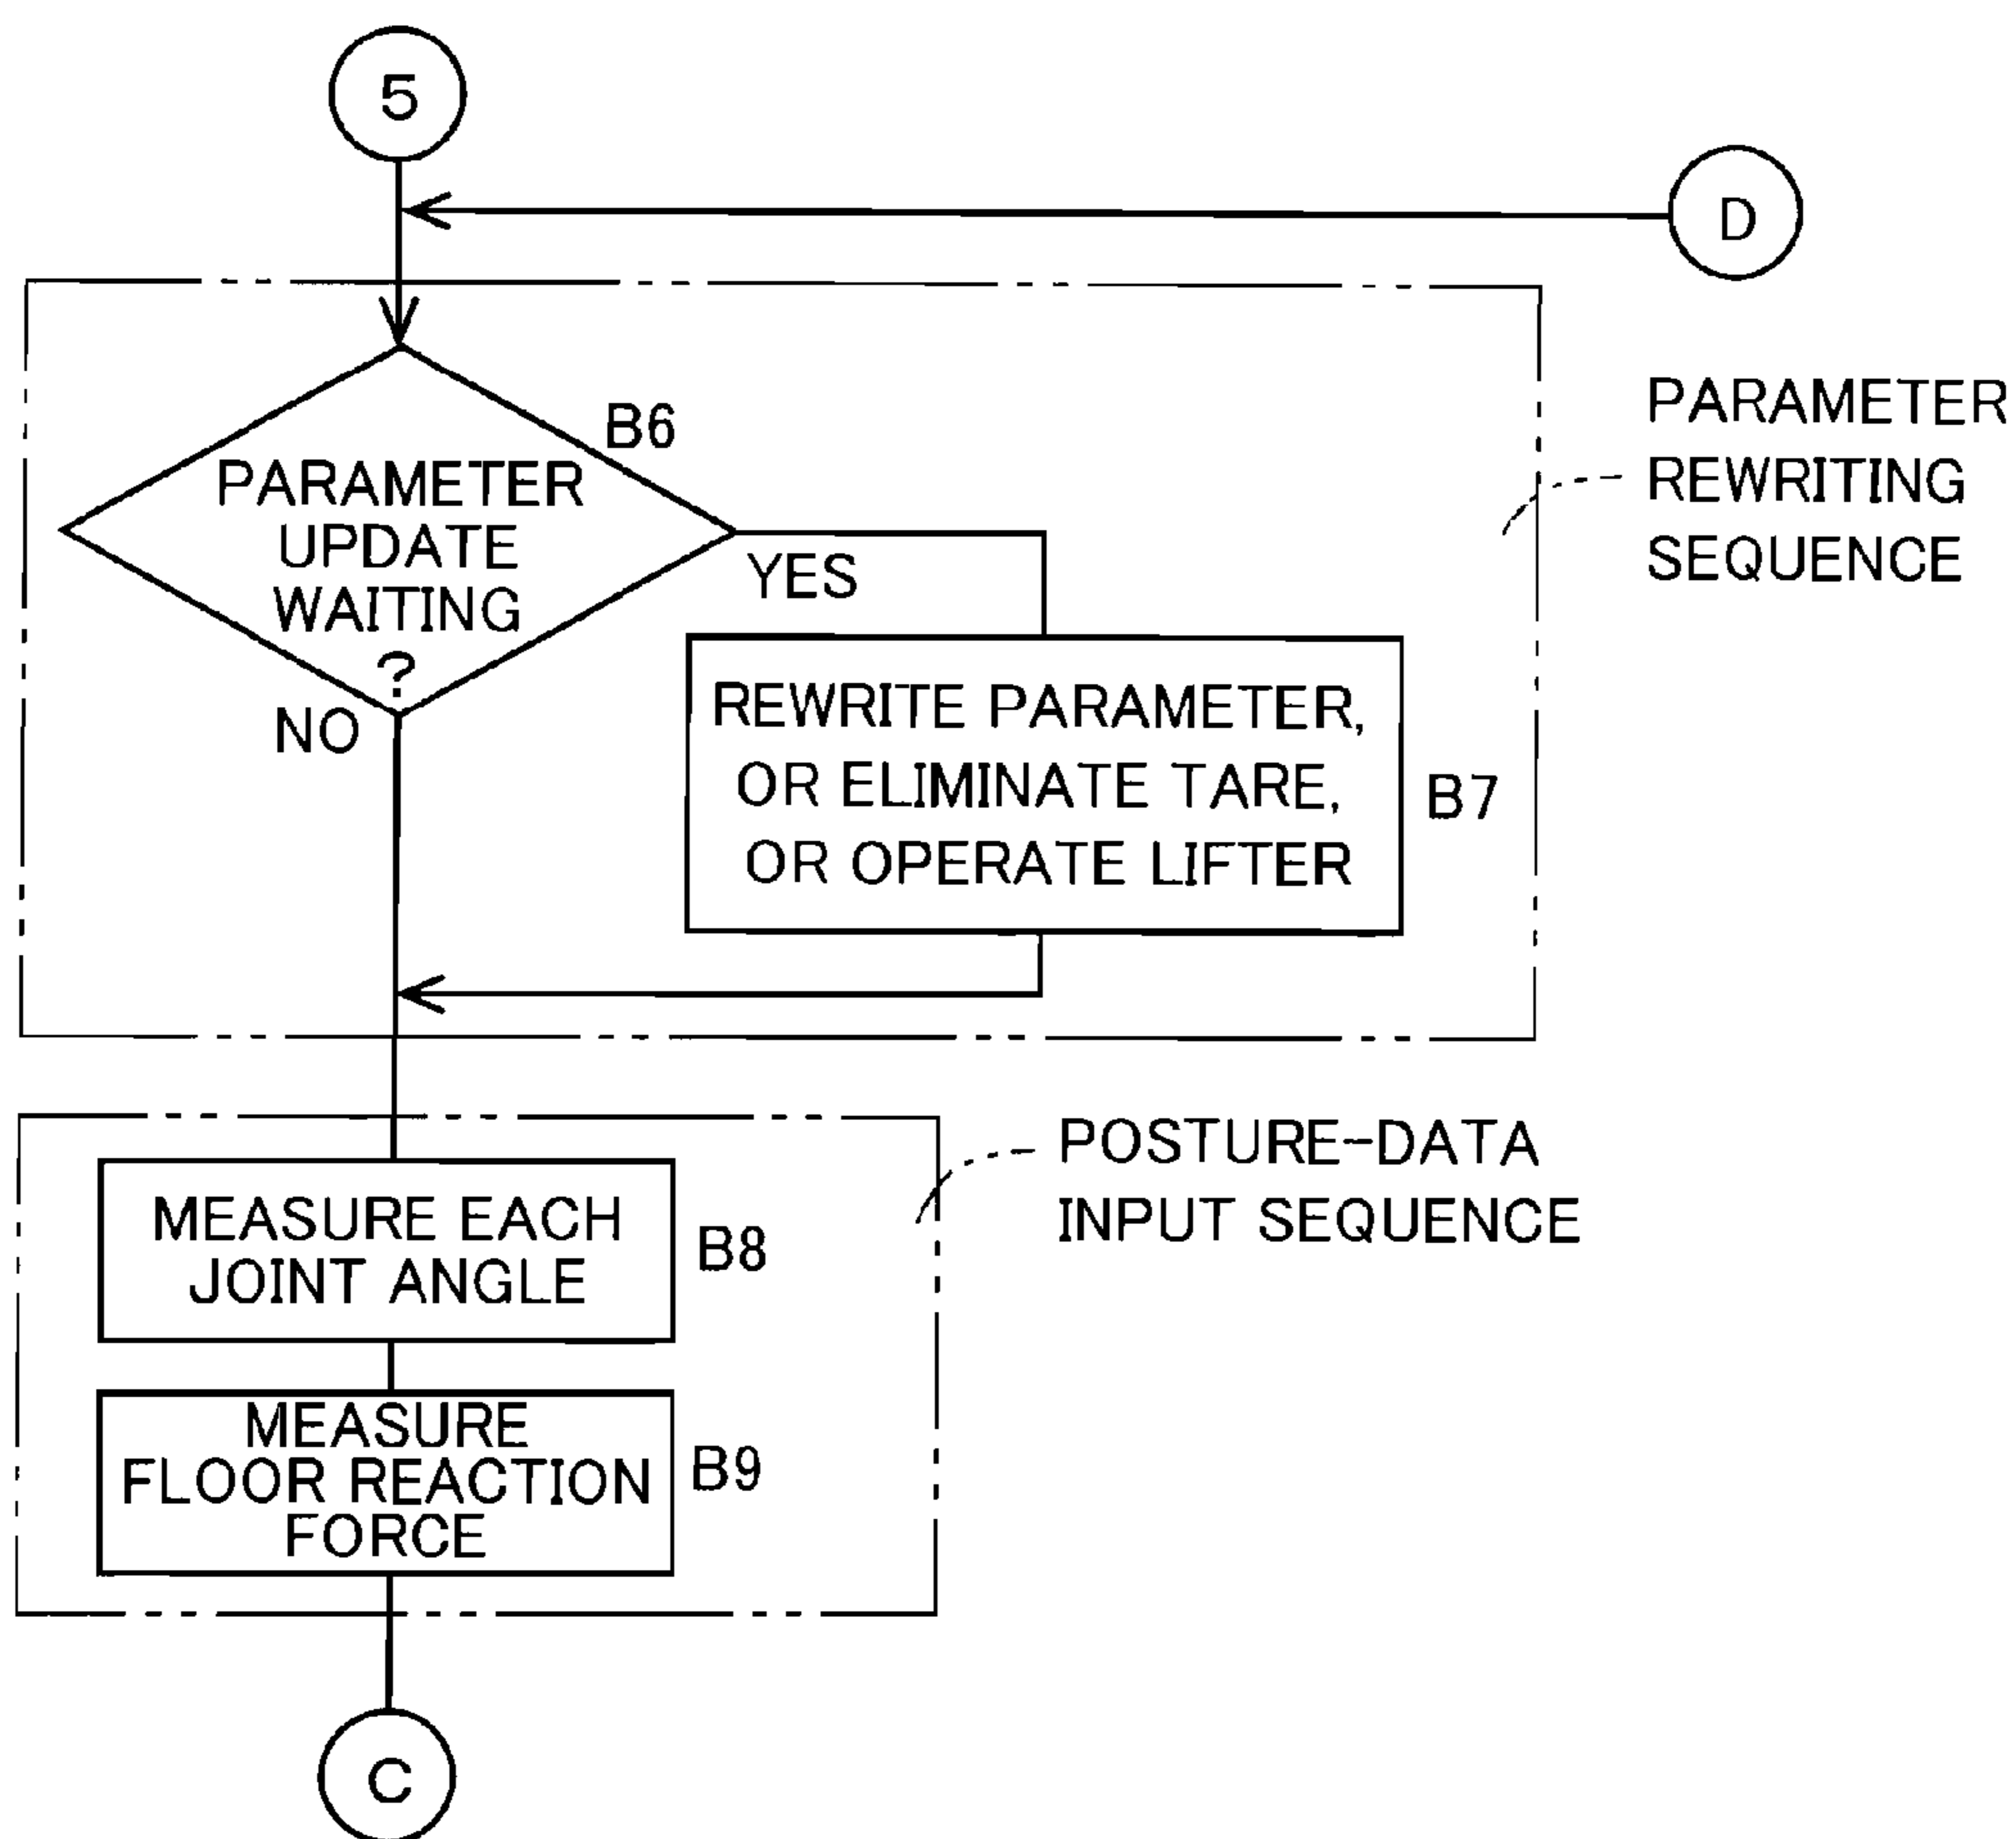 5
D
B6
PARAMETER
UPDATE
WAITING
?
YES
NO
PARAMETER
REWRITING
SEQUENCE
REWRITE PARAMETER,
OR ELIMINATE TARE,
OR OPERATE LIFTER
B7
POSTURE-DATA
INPUT SEQUENCE
MEASURE EACH
JOINT ANGLE
B8
MEASURE
FLOOR REACTION
FORCE
B9
C